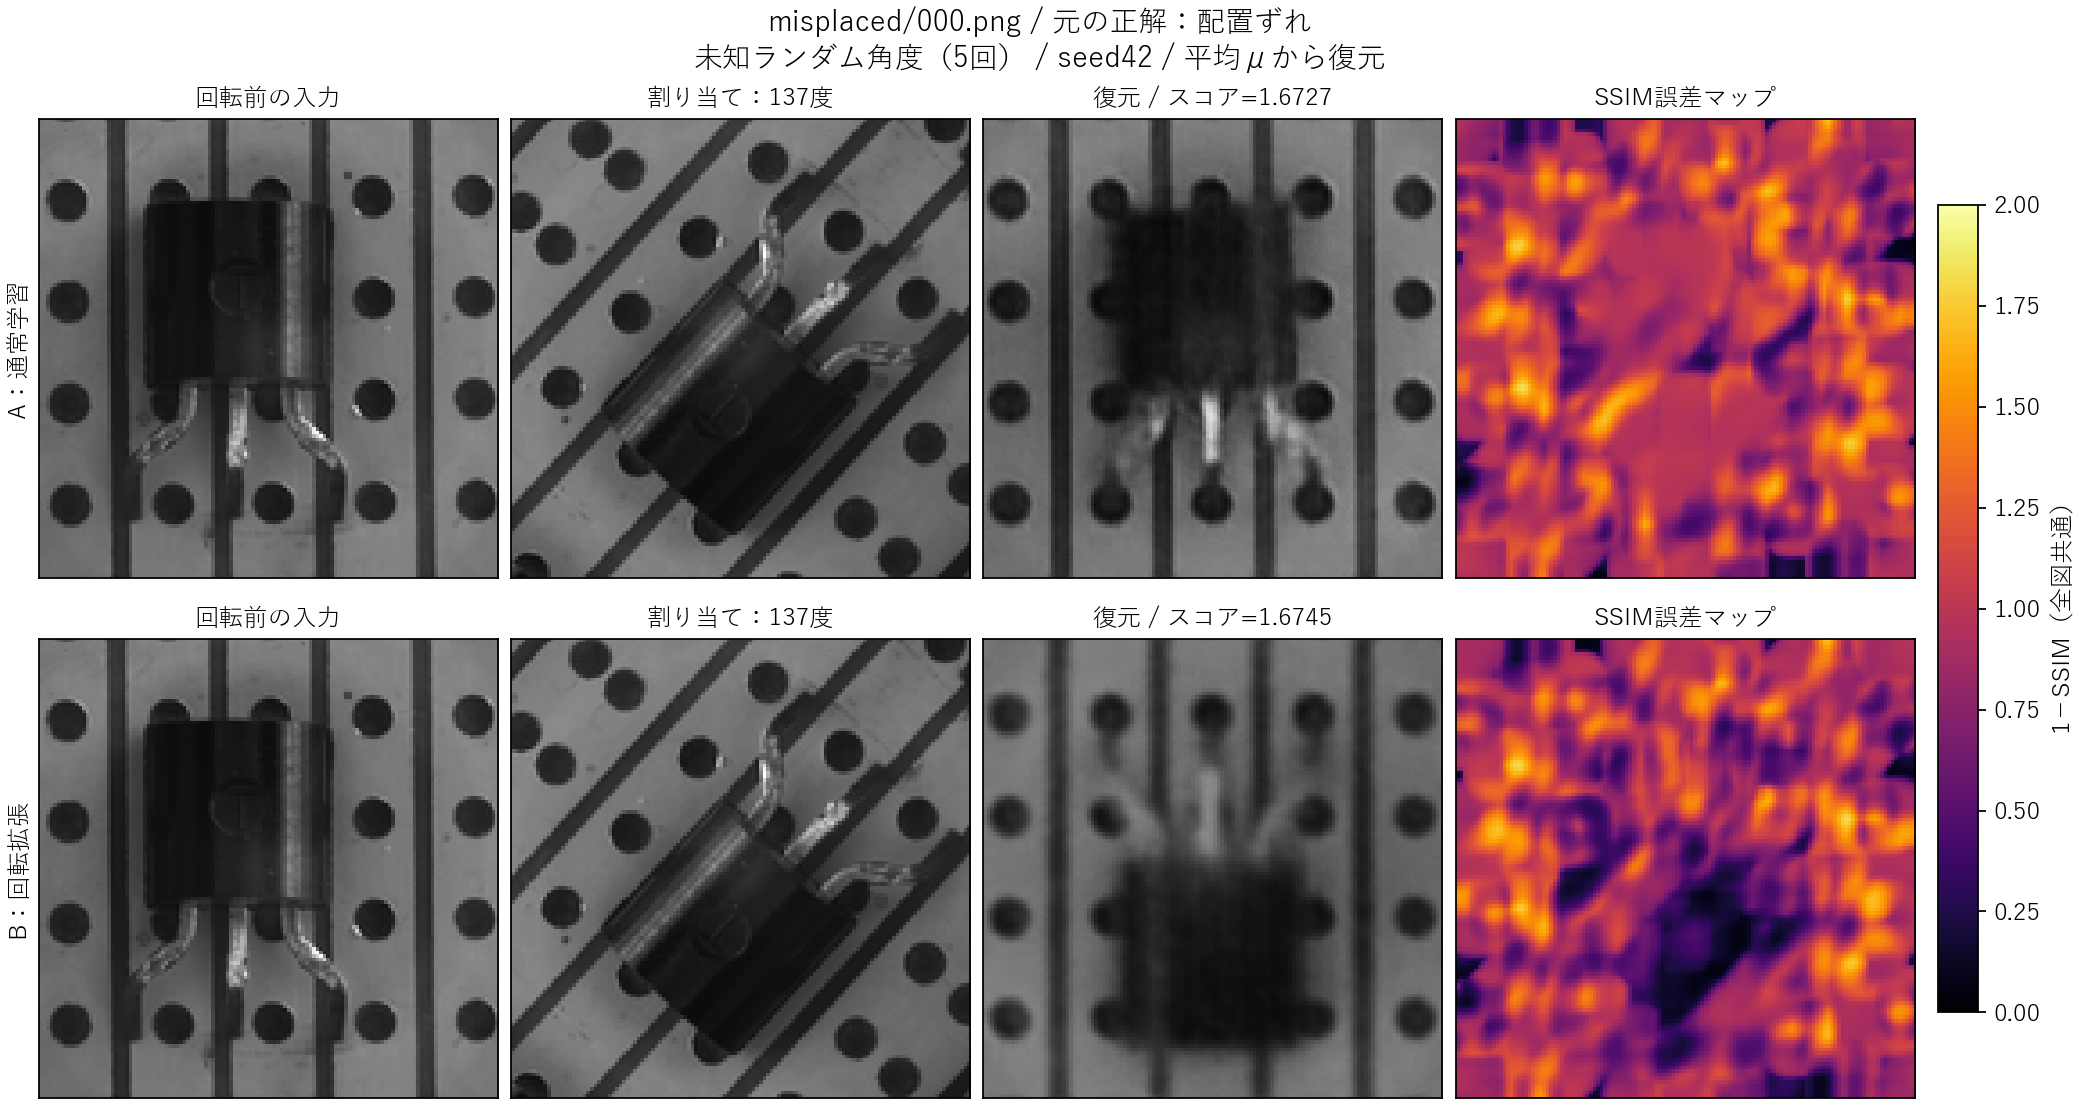 misplaced/000.png / 元の正解：配置ずれ
未知ランダム角度（5回） / seed42 / 平均μから復元
回転前の入力
割り当て：137度
復元 / スコア=1.6727
SSIM誤差マップ
A：通常学習
回転前の入力
割り当て：137度
復元 / スコア=1.6745
SSIM誤差マップ
B：回転拡張
2.00
1.75
1.50
1.25
1.00
0.75
0.50
0.25
0.00
1−SSIM（全図共通）